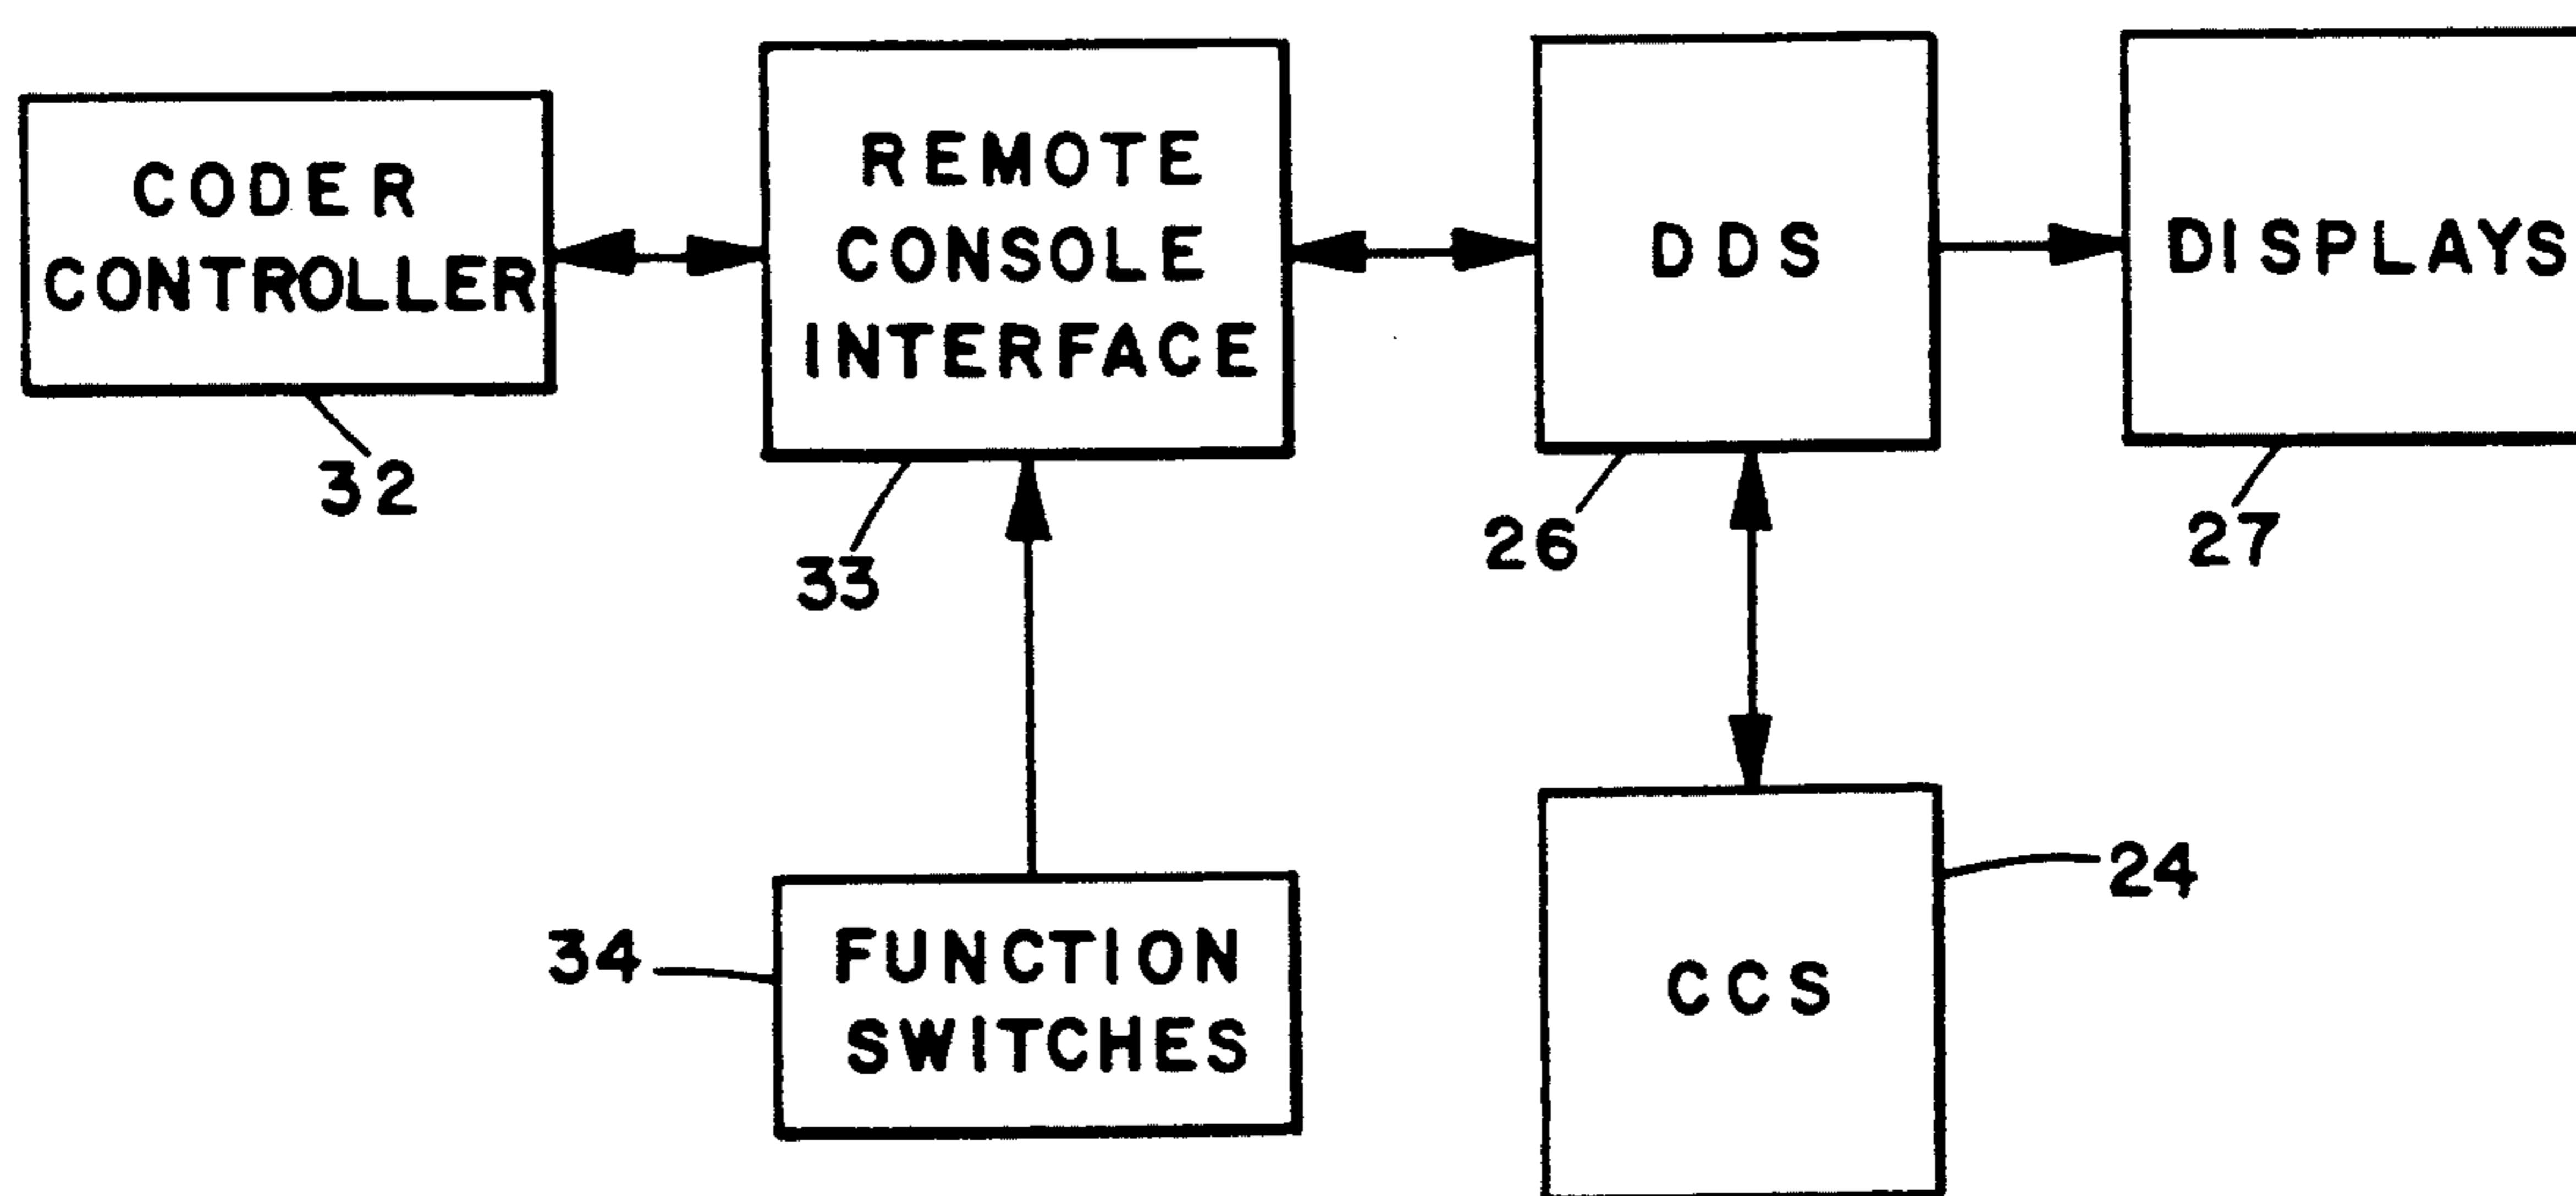 CODER
CONTROLLER
32
REMOTE
CONSOLE
INTERFACE
33
DDS
26
DISPLAYS
27
34
FUNCTION
SWITCHES
CCS
24